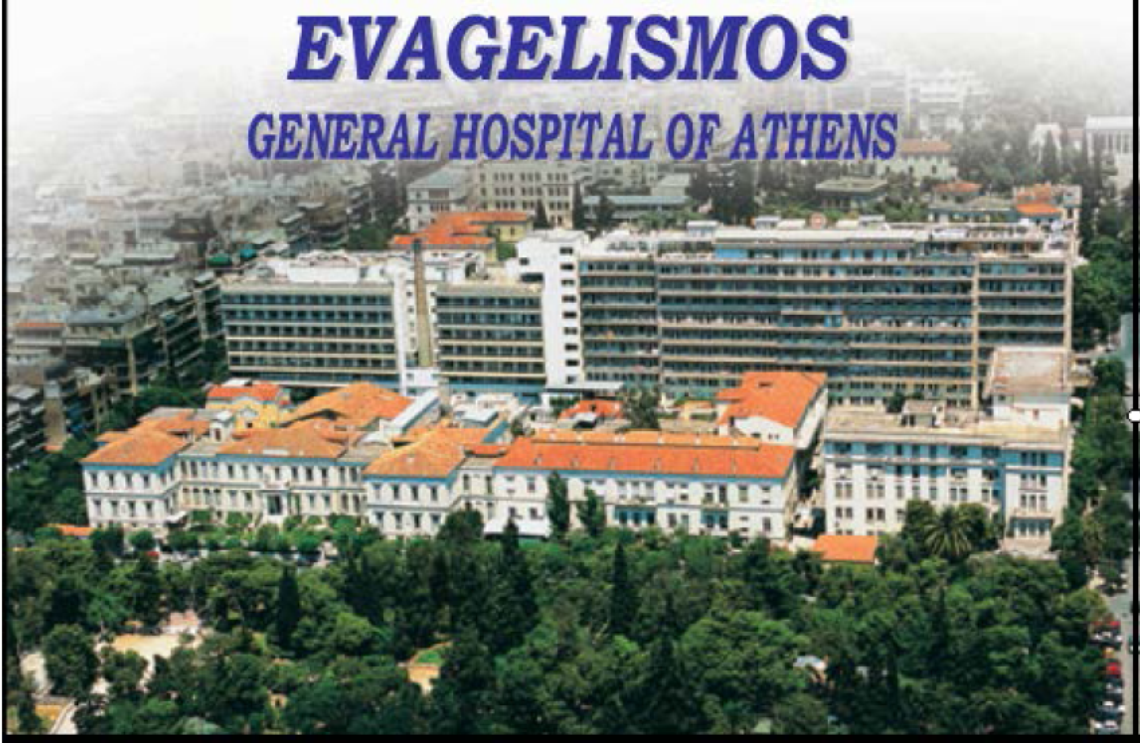 EVAGELISMOS
GENERAL HOSPITAL OF ATHENS